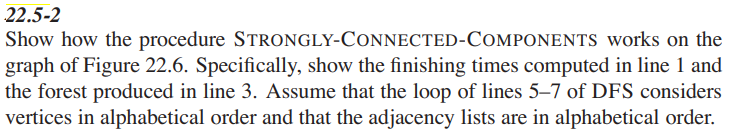 22.5-2
Show how the procedure STRONGLY-CONNECTED-COMPONENTS works on the
graph of Figure 22.6. Specifically, show the finishing times computed in line 1 and
the forest produced in line 3. Assume that the loop of lines 5–7 of DFS considers
vertices in alphabetical order and that the adjacency lists are in alphabetical order.